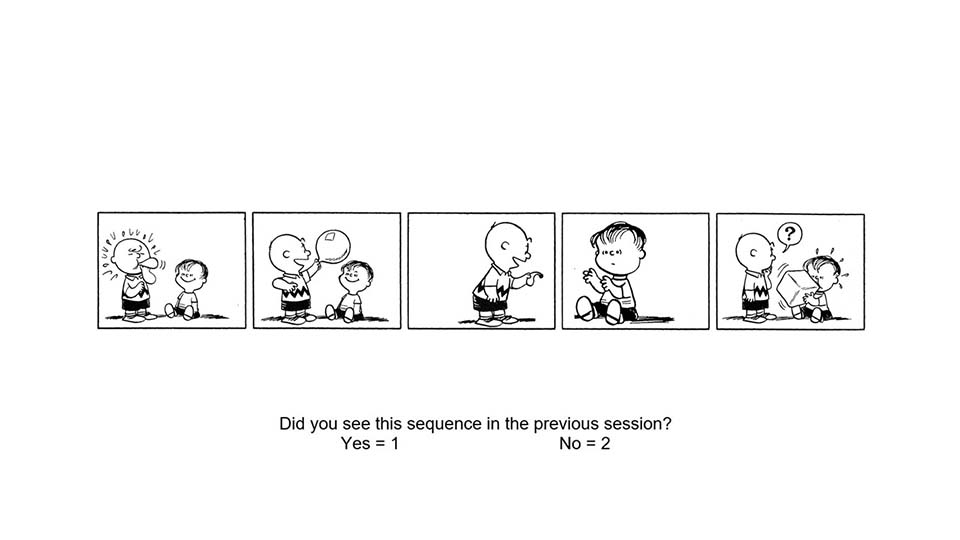 ?
Did you see this sequence in the previous session?
Yes = 1 No = 2